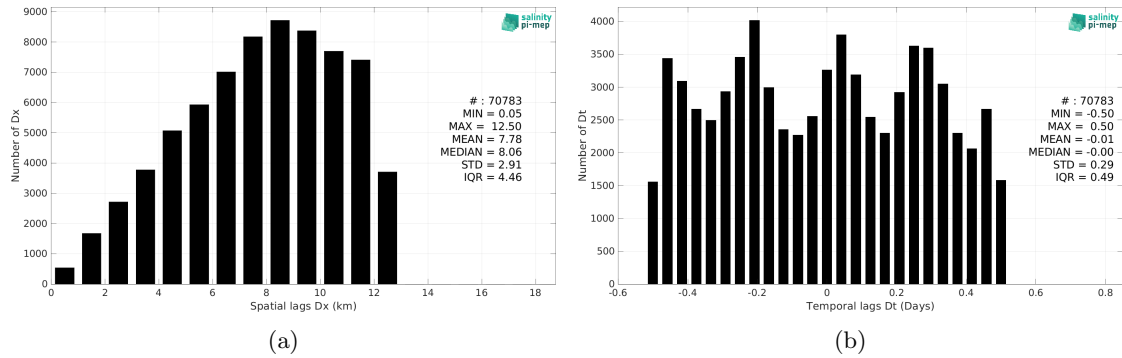 salinity
pi-mep
9000
8000
7000
6000
5000
4000
3000
2000
1000
0
Number of Dx
# : 70783
MIN = 0.05
MAX = 12.50
MEAN = 7.78
MEDIAN = 8.06
STD = 2.91
IQR = 4.46
0 2 4 6 8 10 12 14 16 18
Spatial lags Dx (km)
(a)
salinity
pi-mep
4000
3500
3000
2500
2000
1500
1000
500
0
Number of Dt
# : 70783
MIN = -0.50
MAX = 0.50
MEAN = -0.01
MEDIAN = -0.00
STD = 0.29
IQR = 0.49
-0.6 -0.4 -0.2 0 0.2 0.4 0.6 0.8
Temporal lags Dt (Days)
(b)